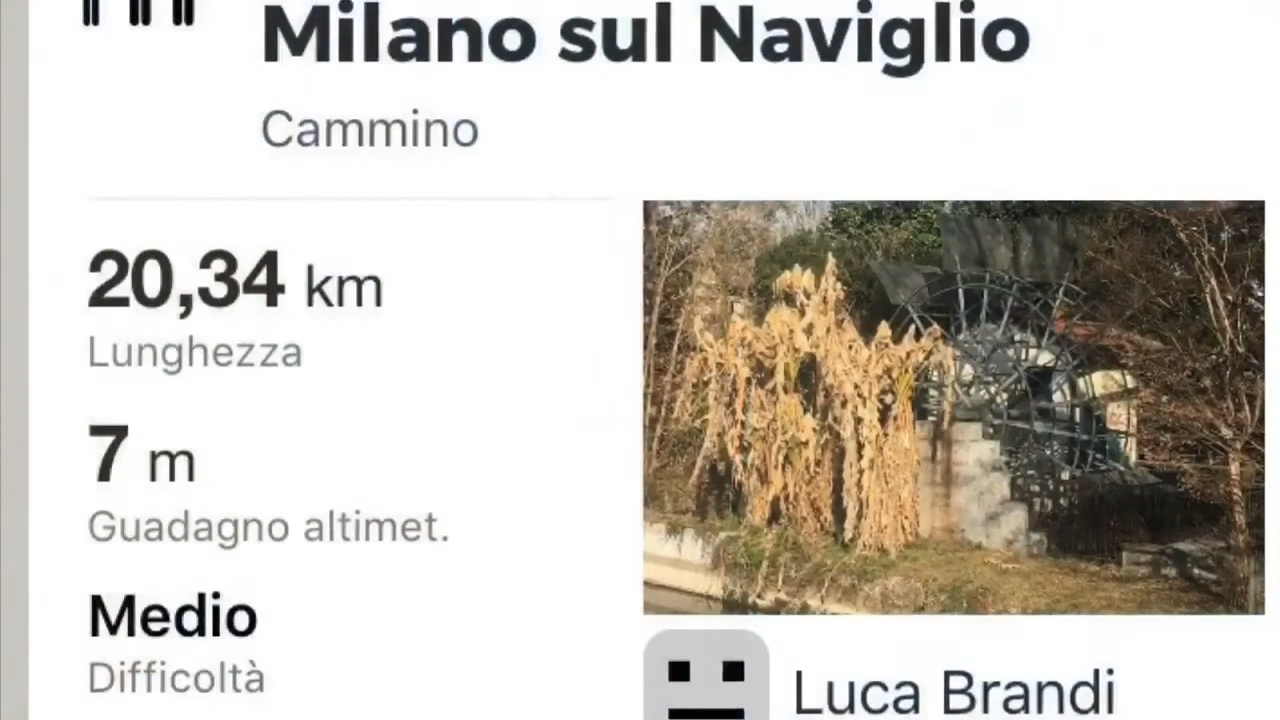 Milano sul Naviglio
Cammino
20,34 km
Lunghezza
7 m
Guadagno altimet.
Medio
Difficoltà
Luca Brandi